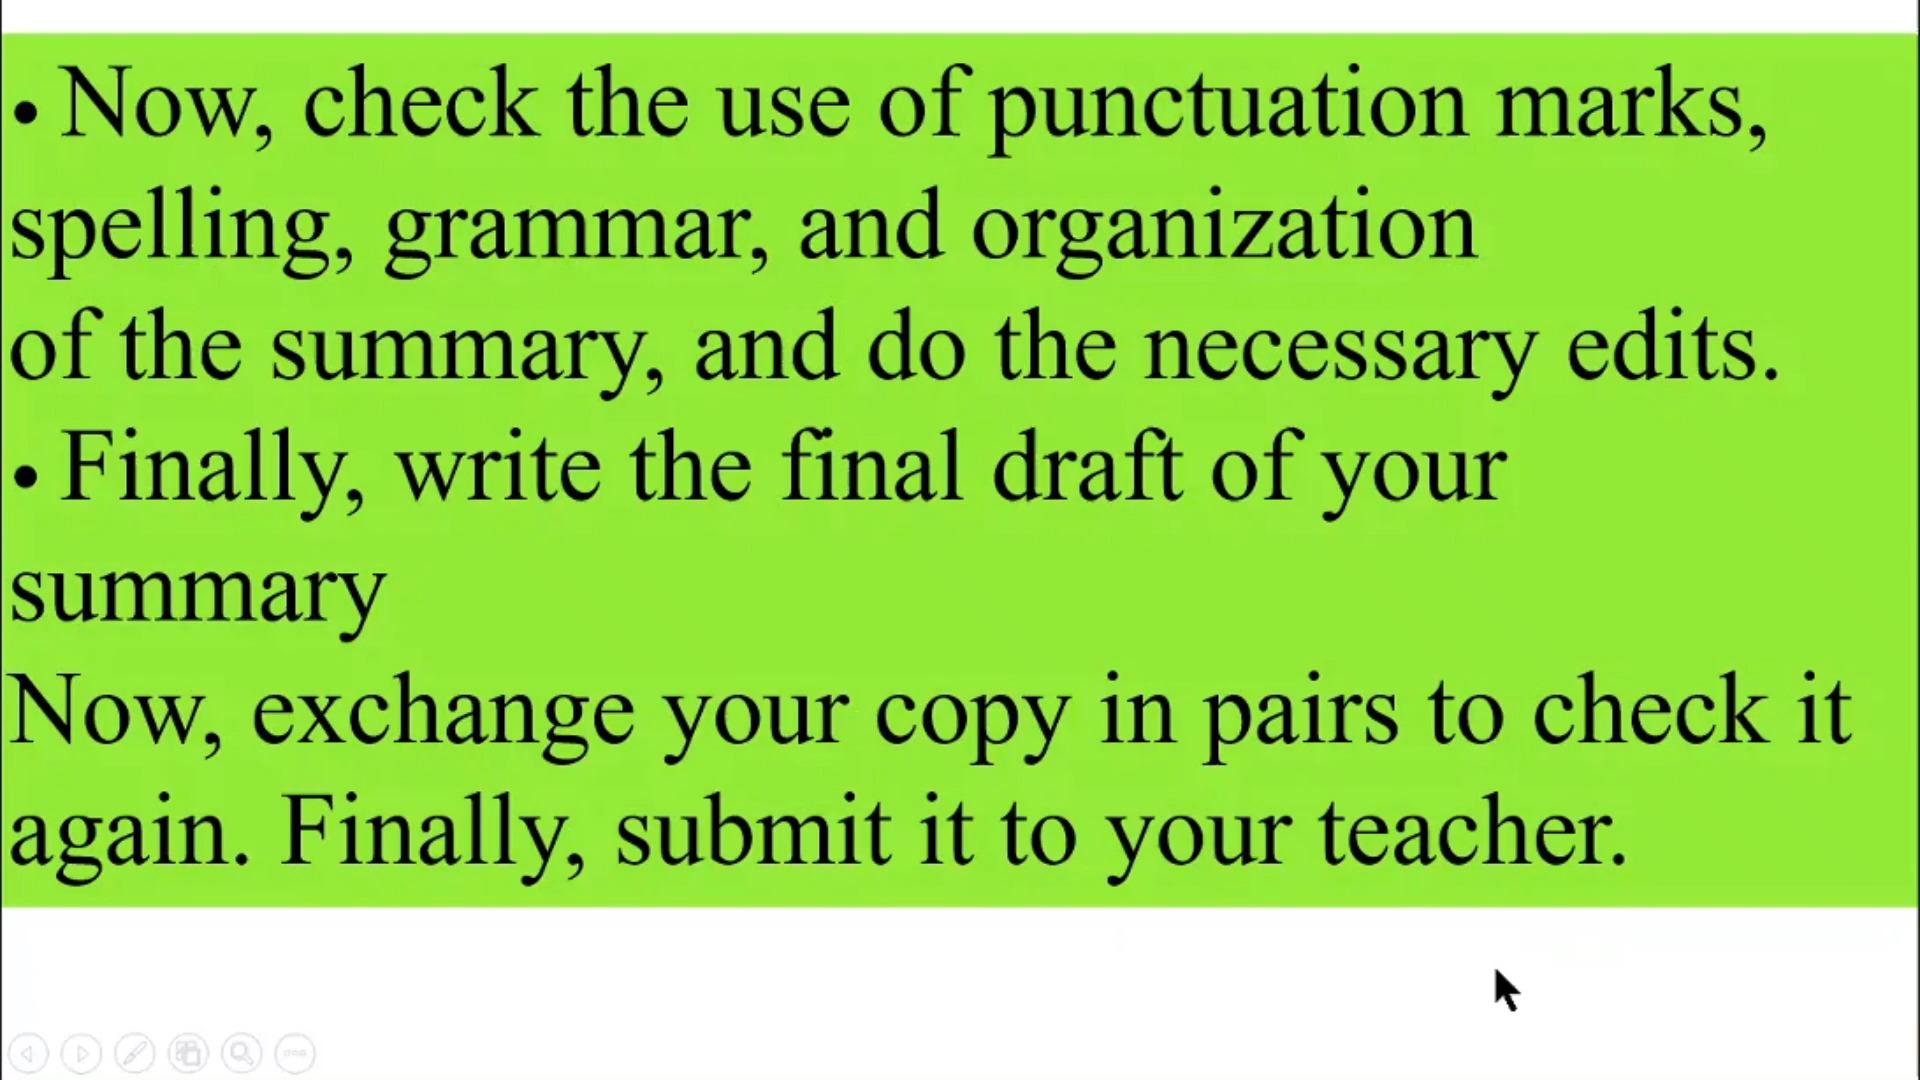 • Now, check the use of punctuation marks,
spelling, grammar, and organization
of the summary, and do the necessary edits.
• Finally, write the final draft of your
summary
Now, exchange your copy in pairs to check it
again. Finally, submit it to your teacher.